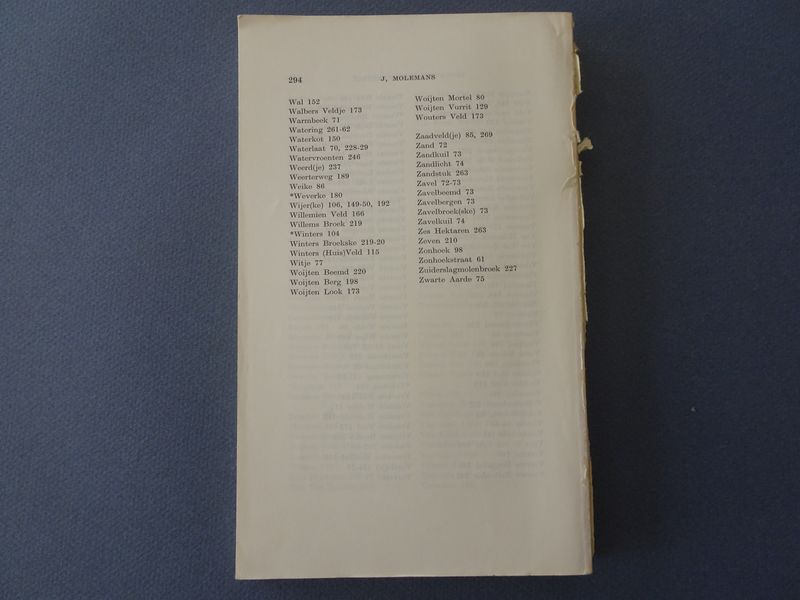 294
J. MOLEMANS
Wal 152
Walbers Veldje 173
Warmbeek 71
Watering 261-62
Waterkot 150
Waterlaat 70, 228-29
Watervroenten 246
Weerd(je) 237
Weerterweg 189
Weike 86
*Weverke 180
Wijer(ke) 106, 149-50, 192
Willemien Veld 166
Willems Broek 219
*Winters 104
Winters Broekske 219-20
Winters (Huis)Veld 115
Witje 77
Woijten Beemd 220
Woijten Berg 198
Woijten Look 173
Woijten Mortel 80
Woijten Vurrit 129
Wouters Veld 173
Zaadveld(je) 85, 269
Zand 72
Zandkuil 73
Zandlicht 74
Zandstuk 263
Zavel 72-73
Zavelbeemd 73
Zavelbergen 73
Zavelbroek(ske) 73
Zavelkuil 74
Zes Hektaren 263
Zeven 210
Zonhoek 98
Zonhoekstraat 61
Zuiderslagmolenbroek 227
Zwarte Aarde 75